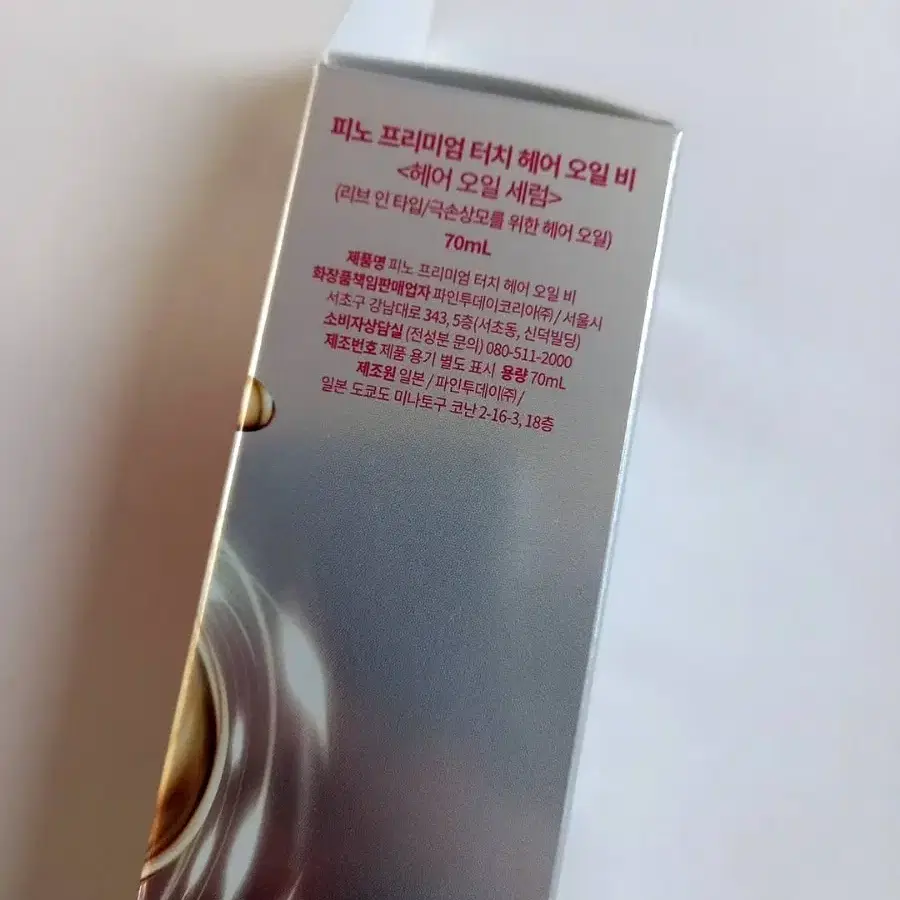 피노 프리미엄 터치 헤어 오일 비
<헤어 오일 세럼>
(리브 인 타입/극손상모를 위한 헤어 오일)
70mL
제품명 피노 프리미엄 터치 헤어 오일 비
화장품책임판매업자 파인투데이코리아(주) / 서울시
서초구 강남대로 343, 5층(서초동, 신덕빌딩)
소비자상담실 (전성분 문의) 080-511-2000
제조번호 제품 용기 별도 표시 용량 70mL
제조원 일본 / 파인투데이(주) /
일본 도쿄도 미나토구 코난 2-16-3, 18층